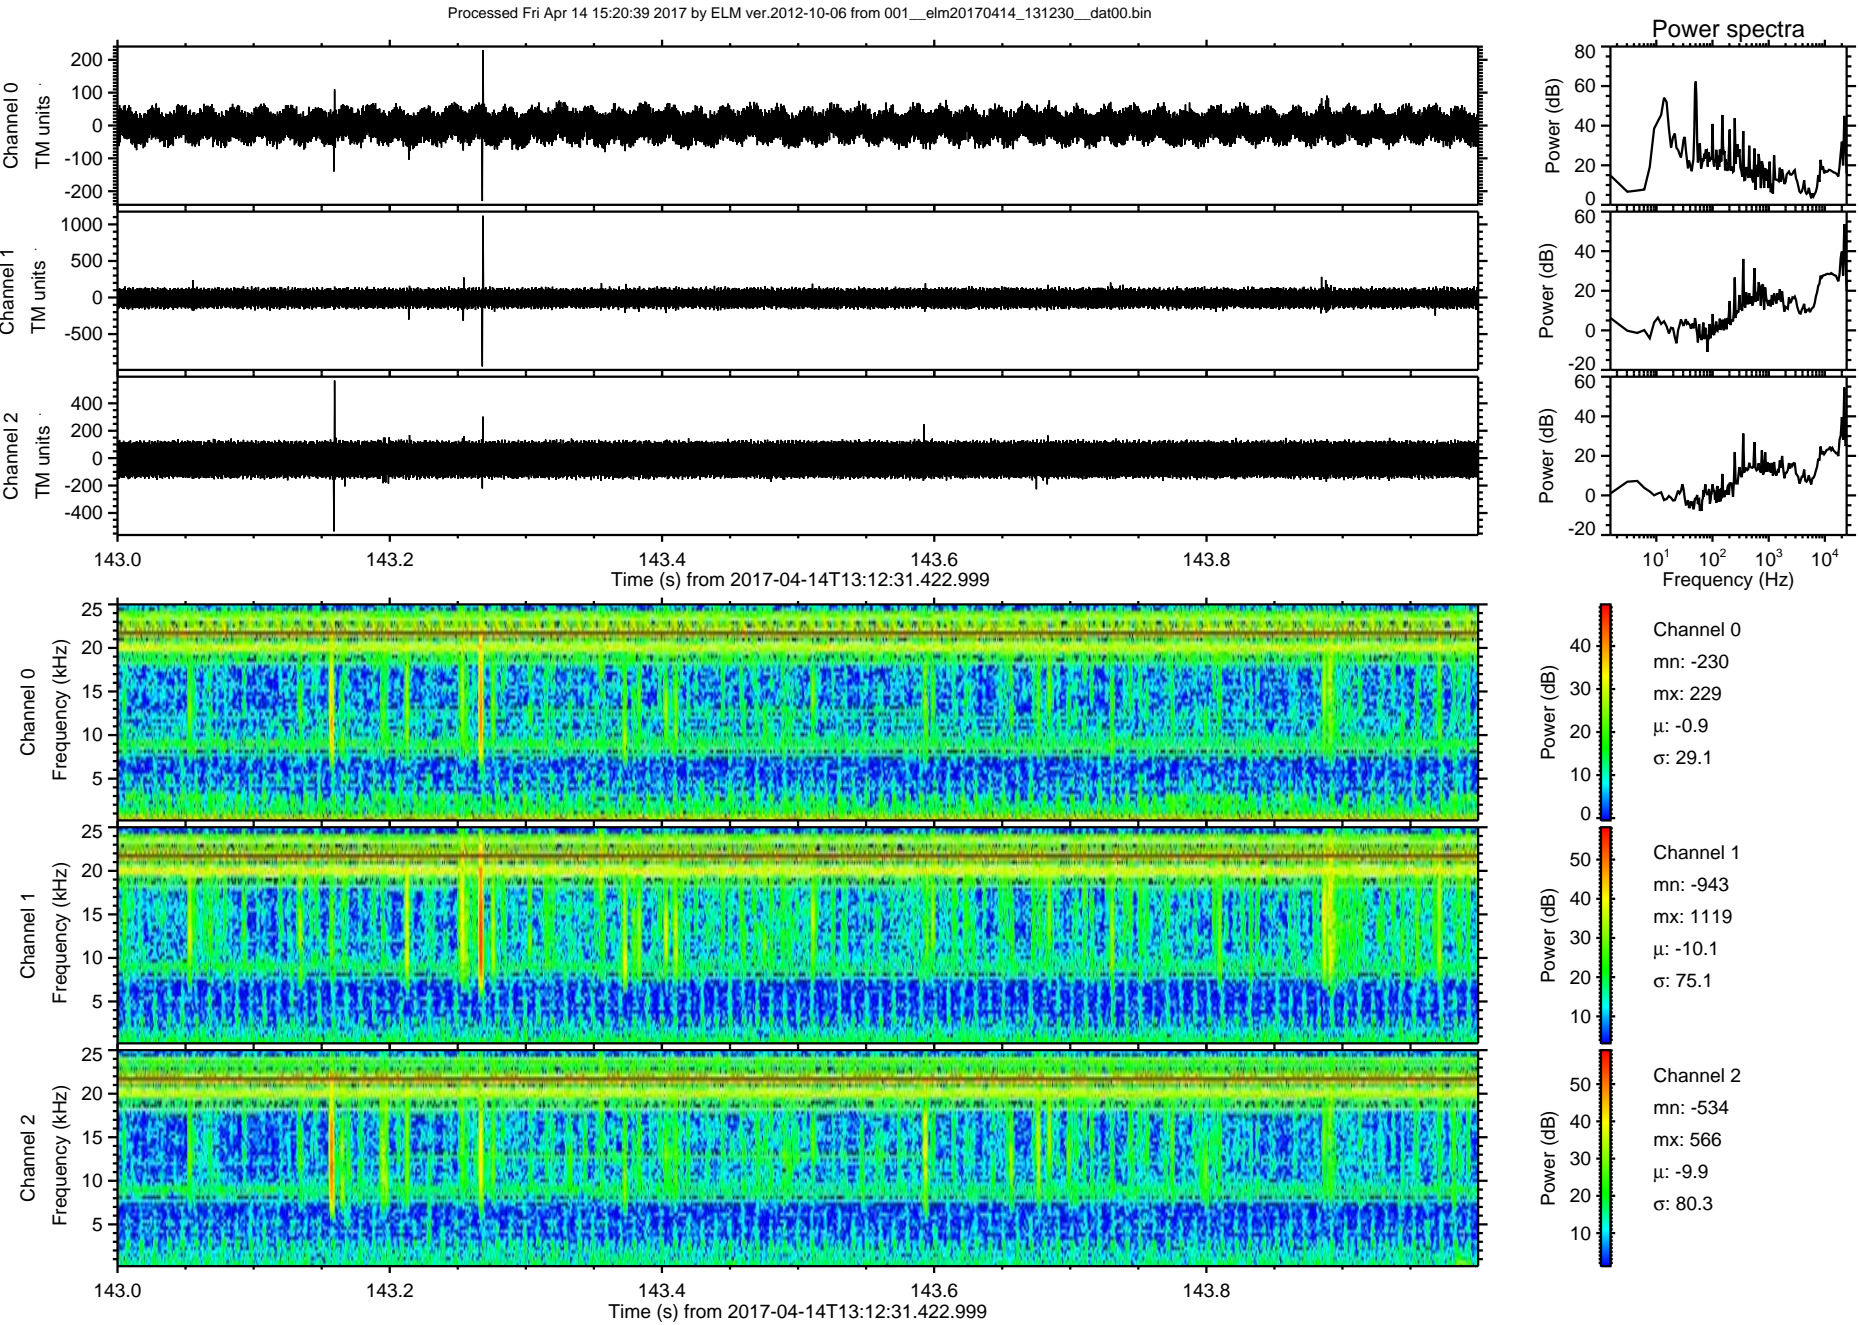 Processed Fri Apr 14 15:20:39 2017 by ELM ver.2012-10-06 from 001__elm20170414_131230__dat00.bin
Power spectra
Channel 0
TM units
200
100
0
-100
-200
Power (dB)
80
60
40
20
0
Channel 1
TM units
1000
500
0
-500
Power (dB)
60
40
20
0
-20
Channel 2
TM units
400
200
0
-200
-400
Power (dB)
60
40
20
0
-20
143.0 143.2 143.4 143.6 143.8
Time (s) from 2017-04-14T13:12:31.422.999
10^1 10^2 10^3 10^4
Frequency (Hz)
Channel 0
Frequency (kHz)
25
20
15
10
5
Power (dB)
40
30
20
10
0
Channel 0
mn: -230
mx: 229
μ: -0.9
σ: 29.1
Channel 1
Frequency (kHz)
25
20
15
10
5
Power (dB)
50
40
30
20
10
Channel 1
mn: -943
mx: 1119
μ: -10.1
σ: 75.1
Channel 2
Frequency (kHz)
25
20
15
10
5
Power (dB)
50
40
30
20
10
Channel 2
mn: -534
mx: 566
μ: -9.9
σ: 80.3
143.0 143.2 143.4 143.6 143.8
Time (s) from 2017-04-14T13:12:31.422.999